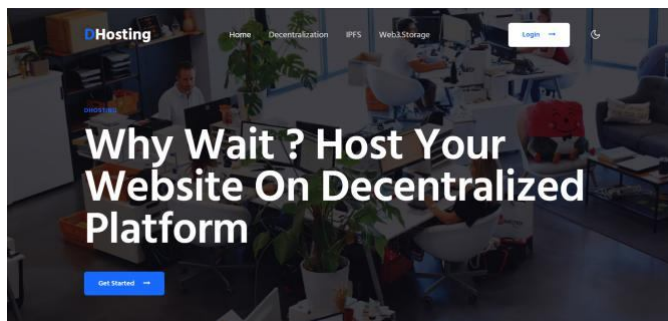 DHosting
Home Decentralization IPFS Web3.Storage Login →
DHOSTING
Why Wait ? Host Your
Website On Decentralized
Platform
Get Started →